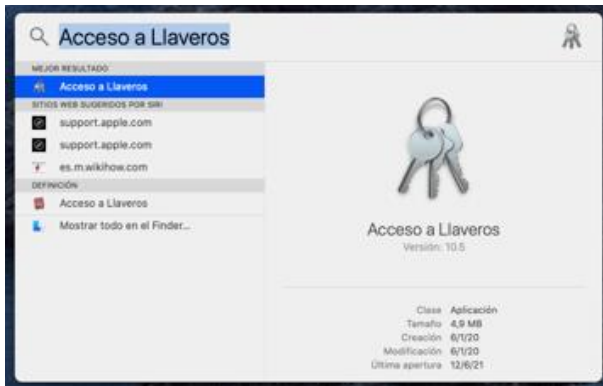 Acceso a Llaveros
MEJOR RESULTADO
Acceso a Llaveros
SITIOS WEB SUGERIDOS POR SIRI
support.apple.com
support.apple.com
es.m.wikihow.com
DEFINICIÓN
Acceso a Llaveros
Mostrar todo en el Finder...
Acceso a Llaveros
Versión: 10.5
Clase Aplicación
Tamaño 4,9 MB
Creación 6/1/20
Modificación 6/1/20
Última apertura 12/6/21